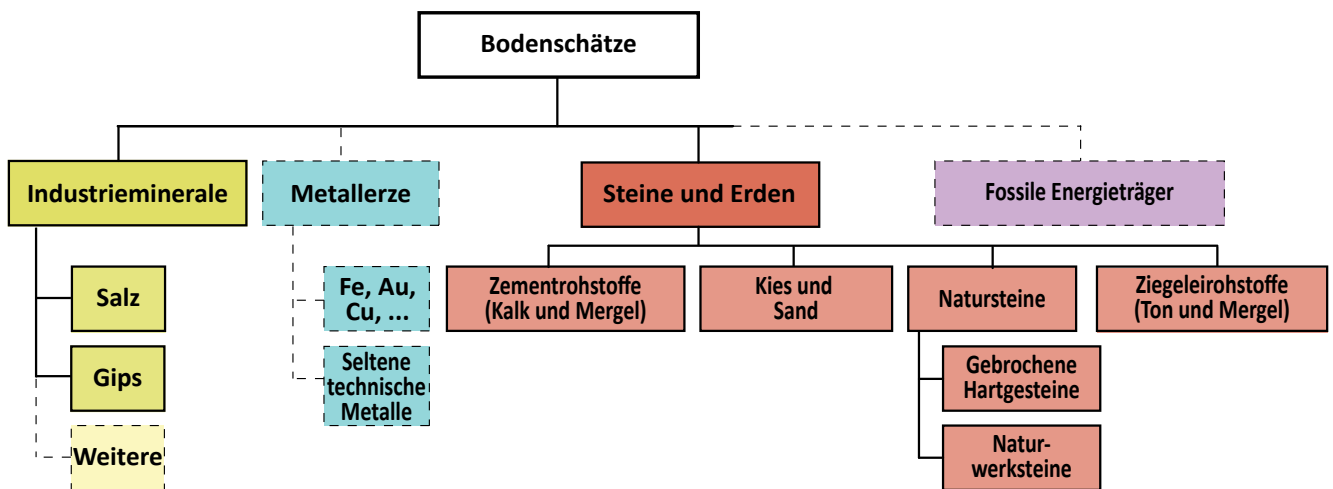 Bodenschätze
Industrieminerale
Metallerze
Steine und Erden
Fossile Energieträger
Salz
Gips
Weitere
Fe, Au,
Cu, ...
Seltene
technische
Metalle
Zementrohstoffe
(Kalk und Mergel)
Kies und
Sand
Natursteine
Ziegeleirohstoffe
(Ton und Mergel)
Gebrochene
Hartgesteine
Natur-
werksteine